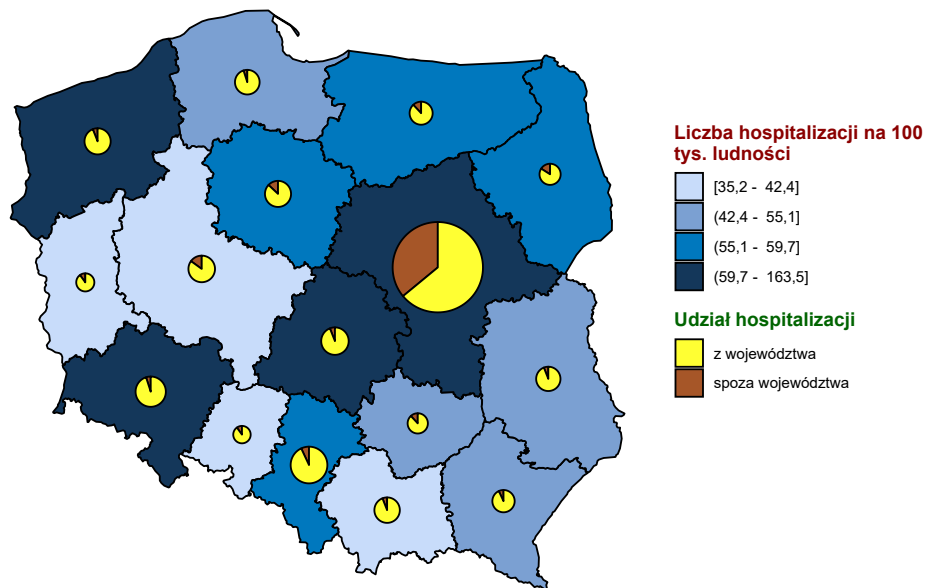 Liczba hospitalizacji na 100
tys. ludności
[35,2 - 42,4]
(42,4 - 55,1]
(55,1 - 59,7]
(59,7 - 163,5]
Udział hospitalizacji
z województwa
spoza województwa